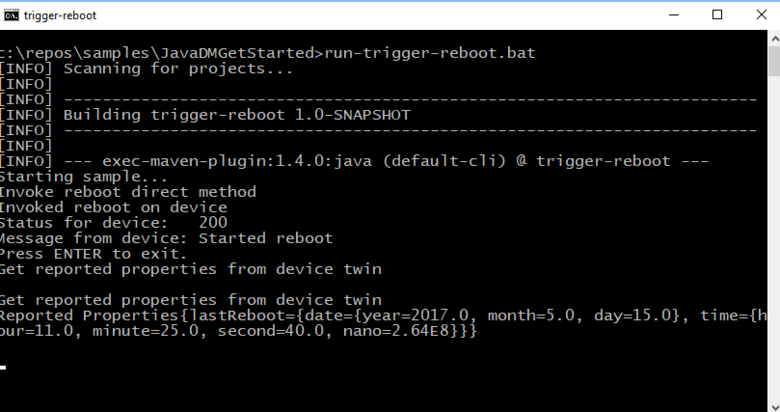 trigger-reboot
c:\repos\samples\JavaDMGetStarted>run-trigger-reboot.bat
[INFO] Scanning for projects...
[INFO]
[INFO] ------------------------------------------------------------------------
[INFO] Building trigger-reboot 1.0-SNAPSHOT
[INFO] ------------------------------------------------------------------------
[INFO]
[INFO] --- exec-maven-plugin:1.4.0:java (default-cli) @ trigger-reboot ---
Starting sample...
Invoke reboot direct method
Invoked reboot on device
Status for device:   200
Message from device: Started reboot
Press ENTER to exit.
Get reported properties from device twin
Get reported properties from device twin
Reported Properties{lastReboot={date={year=2017.0, month=5.0, day=15.0}, time={h
our=11.0, minute=25.0, second=40.0, nano=2.64E8}}}